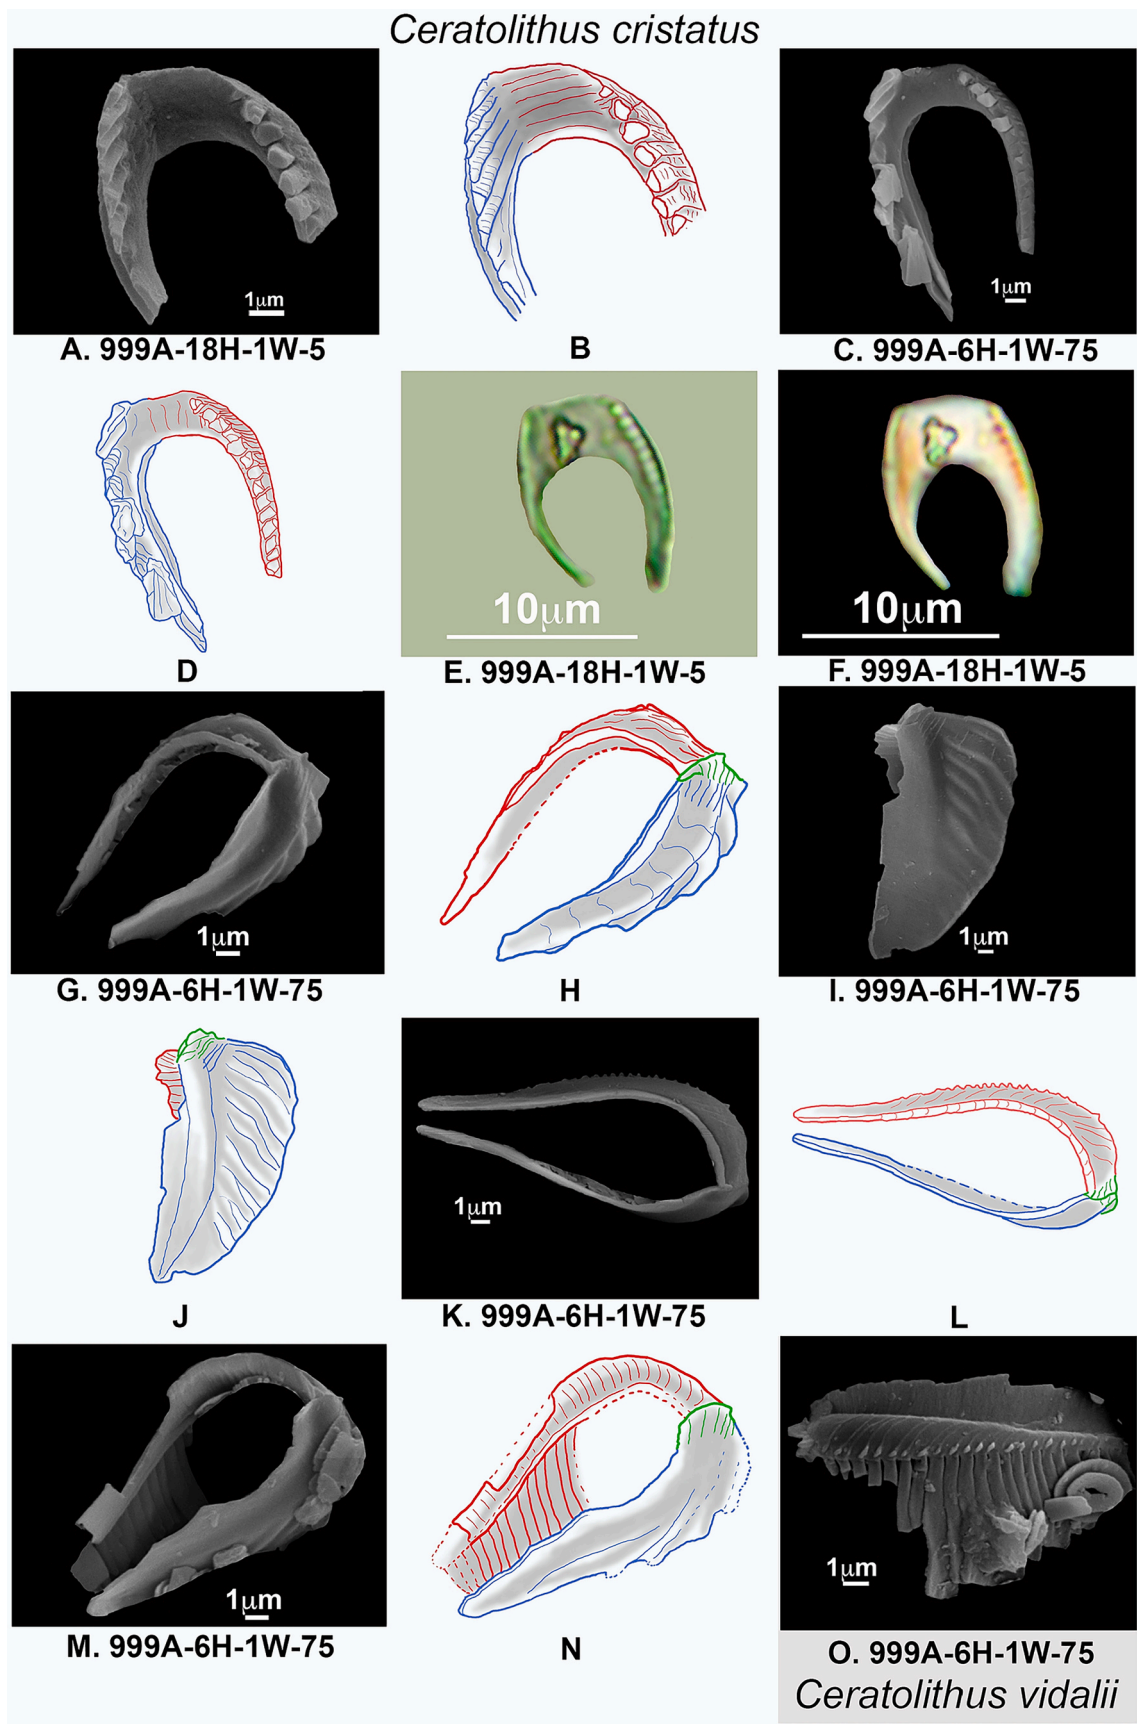 Ceratolithus cristatus
1μm
1μm
A. 999A-18H-1W-5
B
C. 999A-6H-1W-75
10μm
10μm
D
E. 999A-18H-1W-5
F. 999A-18H-1W-5
1μm
1μm
G. 999A-6H-1W-75
H
I. 999A-6H-1W-75
1μm
J
K. 999A-6H-1W-75
L
1μm
1μm
M. 999A-6H-1W-75
N
O. 999A-6H-1W-75
Ceratolithus vidalii